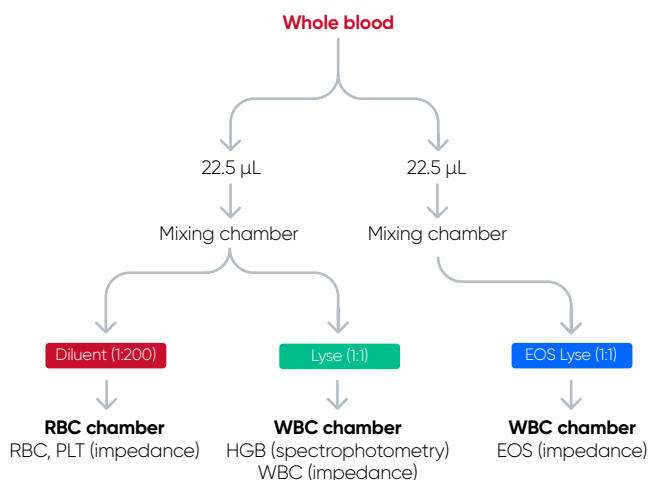 Whole blood
22.5 µL
22.5 µL
Mixing chamber
Mixing chamber
Diluent (1:200)
Lyse (1:1)
EOS Lyse (1:1)
RBC chamber
RBC, PLT (impedance)
WBC chamber
HGB (spectrophotometry)
WBC (impedance)
WBC chamber
EOS (impedance)